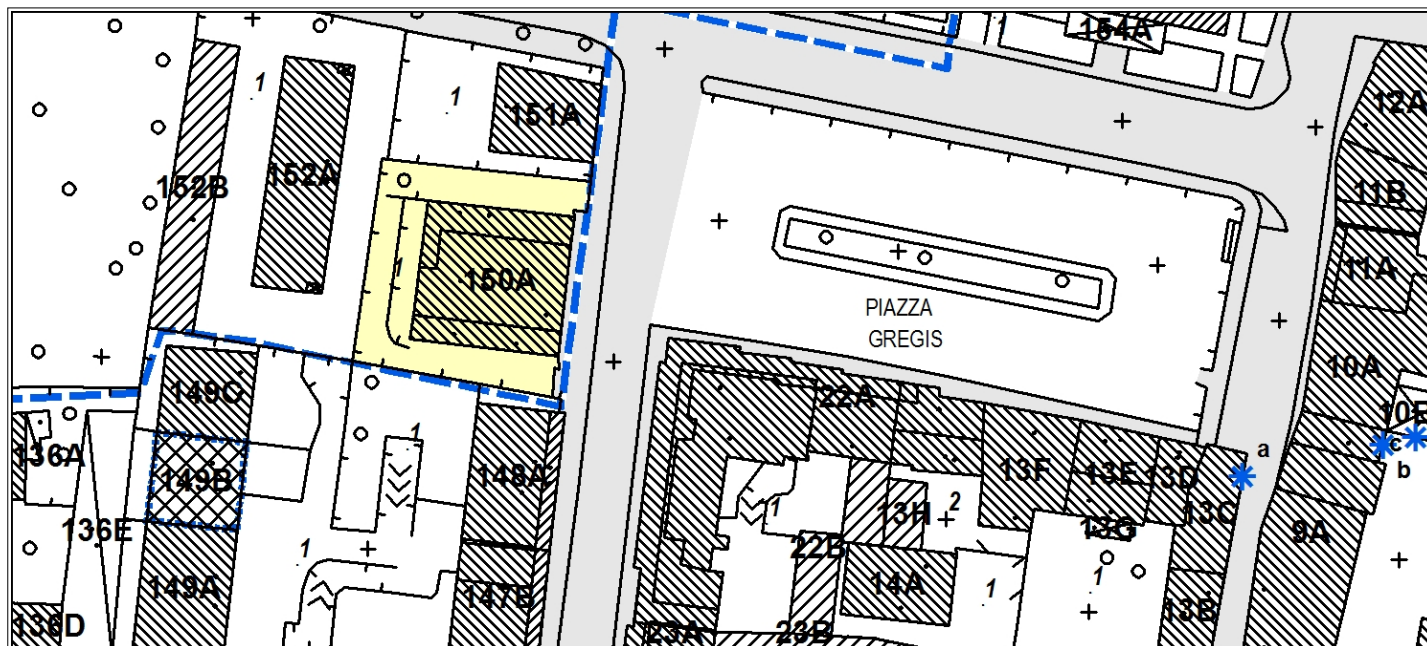 154A
12A
1
1
151A
152B
152A
11B
1
150A
11A
PIAZZA
GREGIS
10A
149C
22A
10E
1
136A
149B
148A
13F
13E
13D
a
c
b
13C
136E
1
13H
2
13G
9A
22B
1
149A
147B
14A
1
1
13B
136D
23A
23B